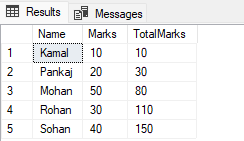 Results Messages
Name Marks TotalMarks
1 Kamal 10 10
2 Pankaj 20 30
3 Mohan 50 80
4 Rohan 30 110
5 Sohan 40 150